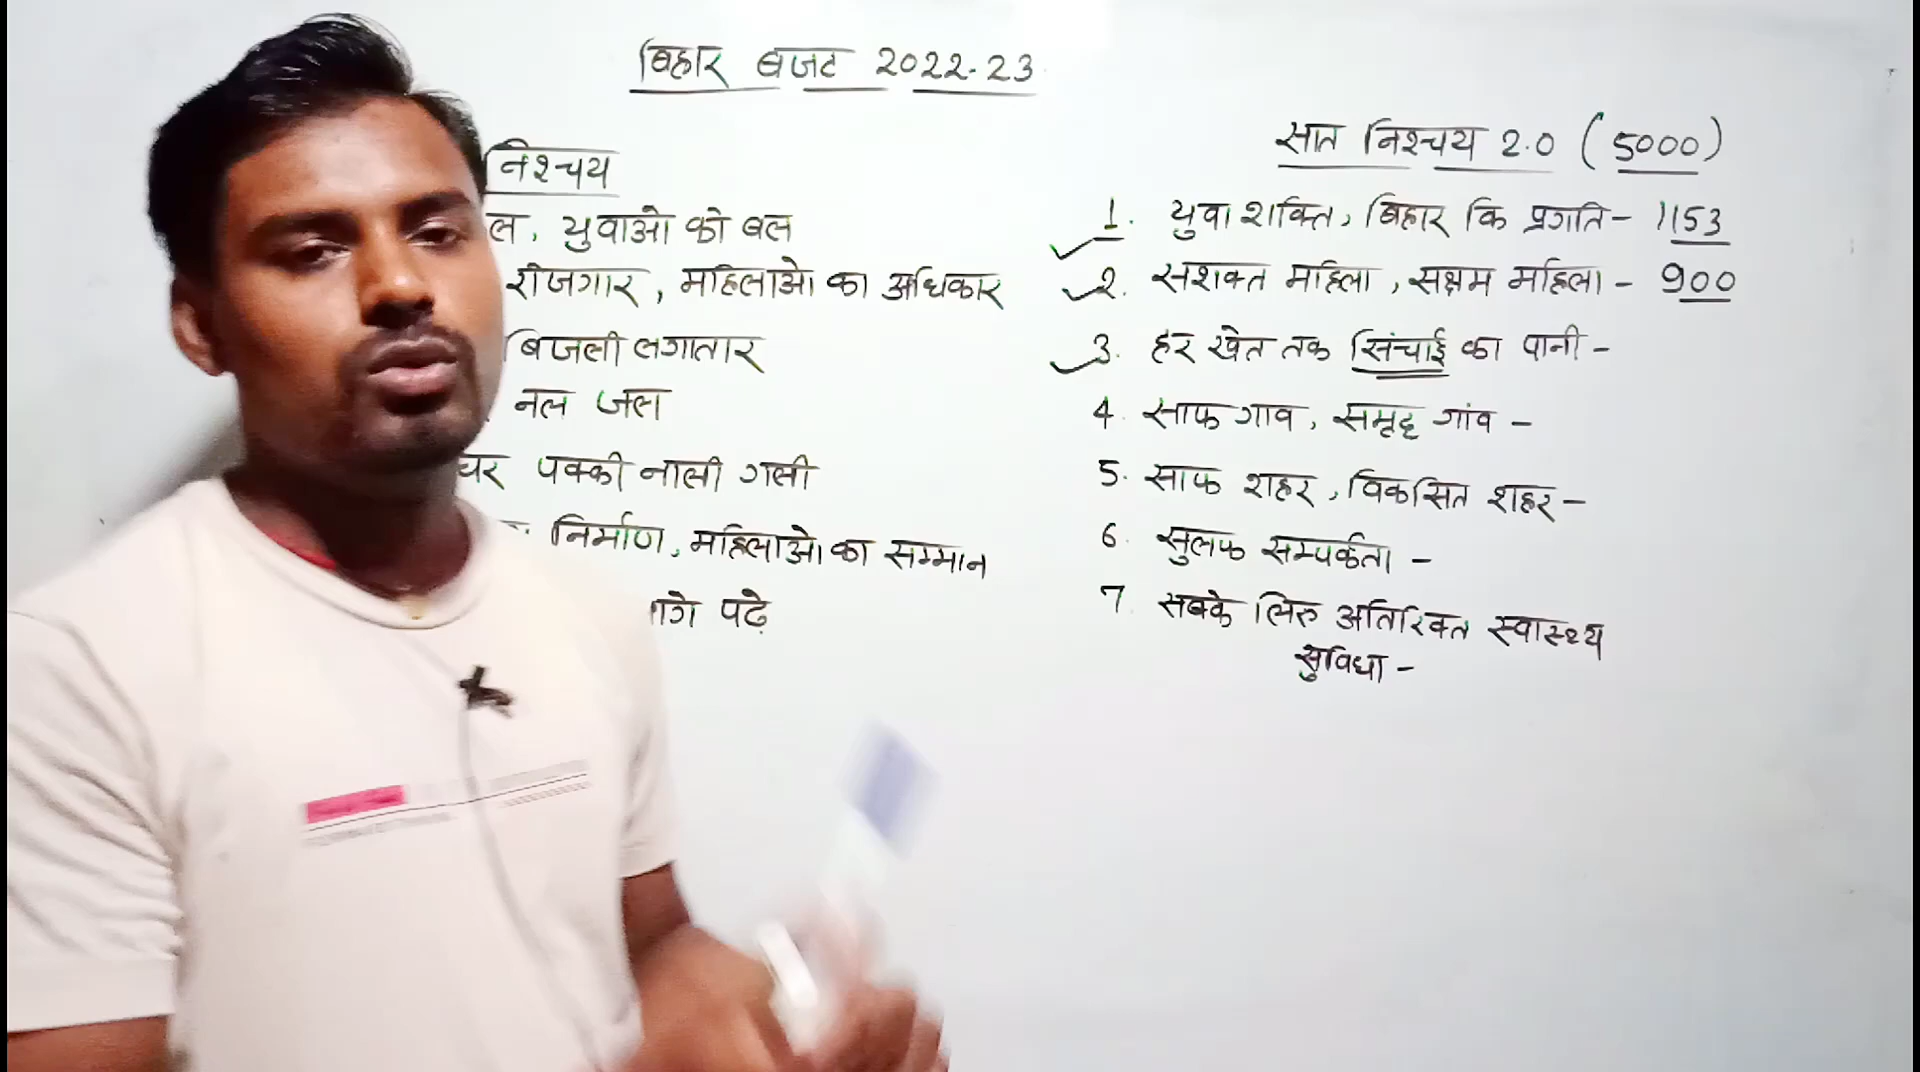 बिहार बजट 2022-23
निश्चय
ल, युवाओ को बल
रोजगार, महिलाओ का अधिकार
बिजली लगातार
नल जल
घर पक्की नाली गली
निर्माण, महिलाओ का सम्मान
पढ़े
सात निश्चय 2.0 (5000)
1. युवा शक्ति, बिहार कि प्रगति - 1153
2. सशक्त महिला, सक्षम महिला - 900
3. हर खेत तक सिंचाई का पानी -
4. साफ गाव, समृद्ध गांव -
5. साफ शहर, विकसित शहर -
6. सुलफ सम्पर्कता -
7. सबके लिए अतिरिक्त स्वास्थ्य
सुविधा -